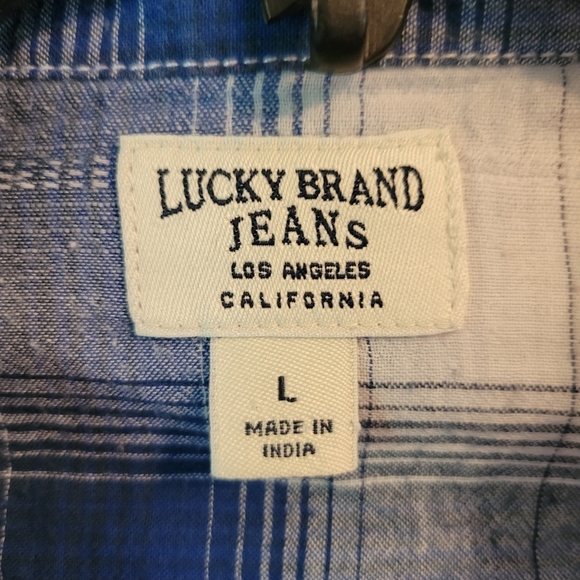 LUCKY BRAND
JEANS
LOS ANGELES
CALIFORNIA
L
MADE IN
INDIA